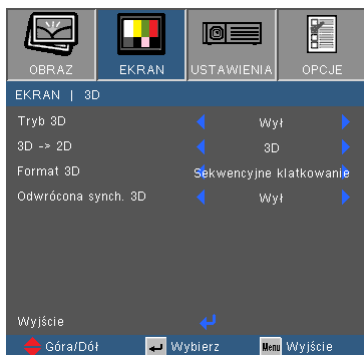 OBRAZ EKRAN USTAWIENIA OPCJE
EKRAN | 3D
Tryb 3D Wył
3D -> 2D 3D
Format 3D Sekwencyjne klatkowanie
Odwrócona synch. 3D Wył
Wyjście
Góra/Dół Wybierz Menu Wyjście